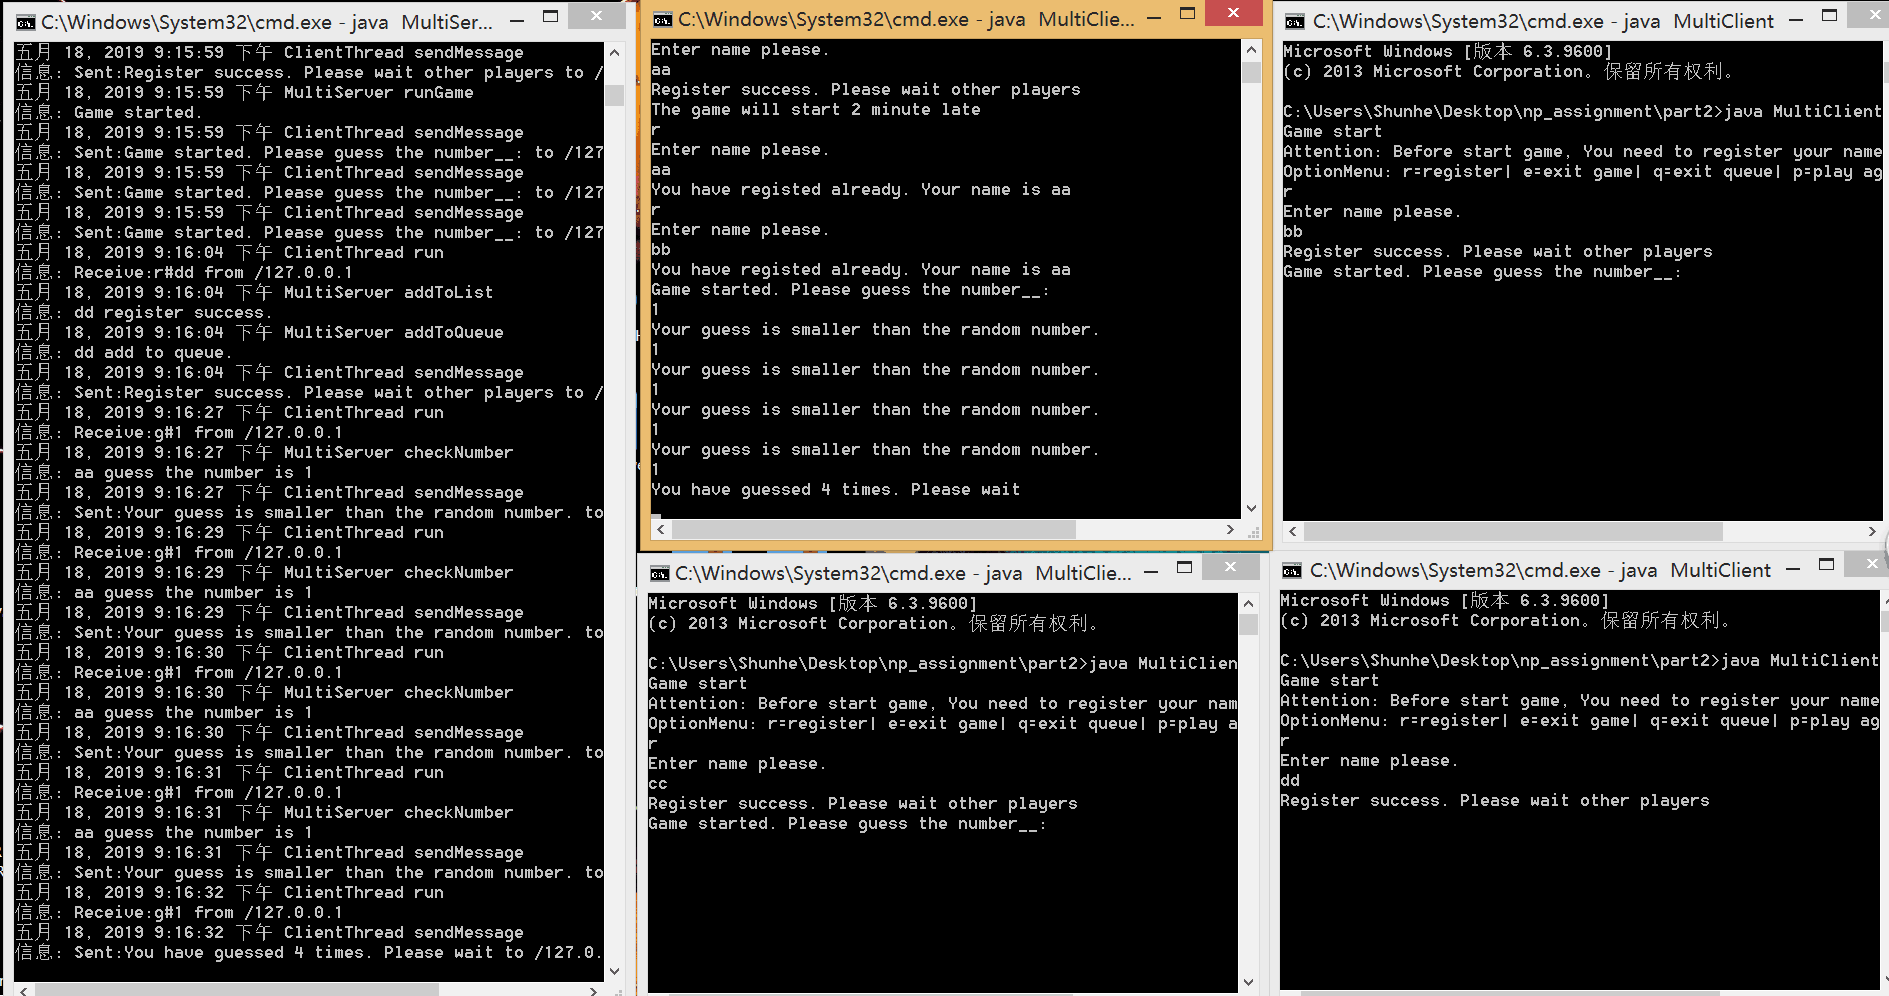 C:\Windows\System32\cmd.exe - java  MultiSer...
五月 18, 2019 9:15:59 下午 ClientThread sendMessage
信息: Sent:Register success. Please wait other players to /
五月 18, 2019 9:15:59 下午 MultiServer runGame
信息: Game started.
五月 18, 2019 9:15:59 下午 ClientThread sendMessage
信息: Sent:Game started. Please guess the number__: to /127
五月 18, 2019 9:15:59 下午 ClientThread sendMessage
信息: Sent:Game started. Please guess the number__: to /127
五月 18, 2019 9:15:59 下午 ClientThread sendMessage
信息: Sent:Game started. Please guess the number__: to /127
五月 18, 2019 9:16:04 下午 ClientThread run
信息: Receive:r#dd from /127.0.0.1
五月 18, 2019 9:16:04 下午 MultiServer addToList
信息: dd register success.
五月 18, 2019 9:16:04 下午 MultiServer addToQueue
信息: dd add to queue.
五月 18, 2019 9:16:04 下午 ClientThread sendMessage
信息: Sent:Register success. Please wait other players to /
五月 18, 2019 9:16:27 下午 ClientThread run
信息: Receive:g#1 from /127.0.0.1
五月 18, 2019 9:16:27 下午 MultiServer checkNumber
信息: aa guess the number is 1
五月 18, 2019 9:16:27 下午 ClientThread sendMessage
信息: Sent:Your guess is smaller than the random number. to
五月 18, 2019 9:16:29 下午 ClientThread run
信息: Receive:g#1 from /127.0.0.1
五月 18, 2019 9:16:29 下午 MultiServer checkNumber
信息: aa guess the number is 1
五月 18, 2019 9:16:29 下午 ClientThread sendMessage
信息: Sent:Your guess is smaller than the random number. to
五月 18, 2019 9:16:30 下午 ClientThread run
信息: Receive:g#1 from /127.0.0.1
五月 18, 2019 9:16:30 下午 MultiServer checkNumber
信息: aa guess the number is 1
五月 18, 2019 9:16:30 下午 ClientThread sendMessage
信息: Sent:Your guess is smaller than the random number. to
五月 18, 2019 9:16:31 下午 ClientThread run
信息: Receive:g#1 from /127.0.0.1
五月 18, 2019 9:16:31 下午 MultiServer checkNumber
信息: aa guess the number is 1
五月 18, 2019 9:16:31 下午 ClientThread sendMessage
信息: Sent:Your guess is smaller than the random number. to
五月 18, 2019 9:16:32 下午 ClientThread run
信息: Receive:g#1 from /127.0.0.1
五月 18, 2019 9:16:32 下午 ClientThread sendMessage
信息: Sent:You have guessed 4 times. Please wait to /127.0.
C:\Windows\System32\cmd.exe - java  MultiClie...
Enter name please.
aa
Register success. Please wait other players
The game will start 2 minute late
r
Enter name please.
aa
You have registed already. Your name is aa
r
Enter name please.
bb
You have registed already. Your name is aa
Game started. Please guess the number__:
1
Your guess is smaller than the random number.
1
Your guess is smaller than the random number.
1
Your guess is smaller than the random number.
1
Your guess is smaller than the random number.
1
You have guessed 4 times. Please wait
C:\Windows\System32\cmd.exe - java  MultiClient
Microsoft Windows [版本 6.3.9600]
(c) 2013 Microsoft Corporation。保留所有权利。
C:\Users\Shunhe\Desktop\np_assignment\part2>java MultiClient
Game start
Attention: Before start game, You need to register your name
OptionMenu: r=register| e=exit game| q=exit queue| p=play ag
r
Enter name please.
bb
Register success. Please wait other players
Game started. Please guess the number__:
C:\Windows\System32\cmd.exe - java  MultiClie...
Microsoft Windows [版本 6.3.9600]
(c) 2013 Microsoft Corporation。保留所有权利。
C:\Users\Shunhe\Desktop\np_assignment\part2>java MultiClien
Game start
Attention: Before start game, You need to register your nam
OptionMenu: r=register| e=exit game| q=exit queue| p=play a
r
Enter name please.
cc
Register success. Please wait other players
Game started. Please guess the number__:
C:\Windows\System32\cmd.exe - java  MultiClient
Microsoft Windows [版本 6.3.9600]
(c) 2013 Microsoft Corporation。保留所有权利。
C:\Users\Shunhe\Desktop\np_assignment\part2>java MultiClient
Game start
Attention: Before start game, You need to register your name
OptionMenu: r=register| e=exit game| q=exit queue| p=play ag
r
Enter name please.
dd
Register success. Please wait other players